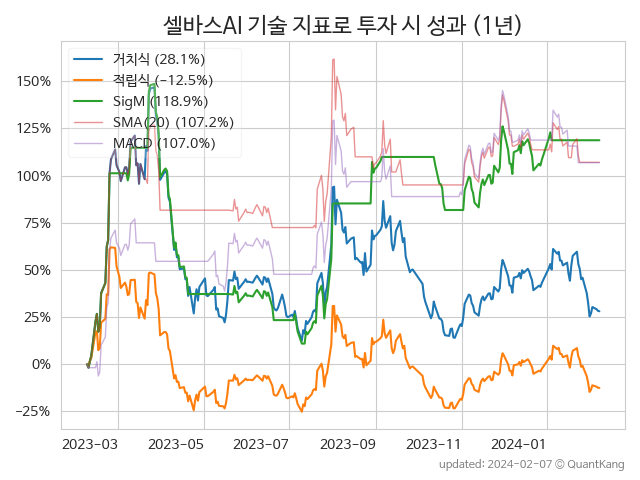 셀바스AI 기술 지표로 투자 시 성과 (1년)
거치식 (28.1%)
적립식 (−12.5%)
SigM (118.9%)
SMA(20) (107.2%)
MACD (107.0%)
150%
125%
100%
75%
50%
25%
0%
−25%
2023-03 2023-05 2023-07 2023-09 2023-11 2024-01
updated: 2024-02-07 © QuantKang